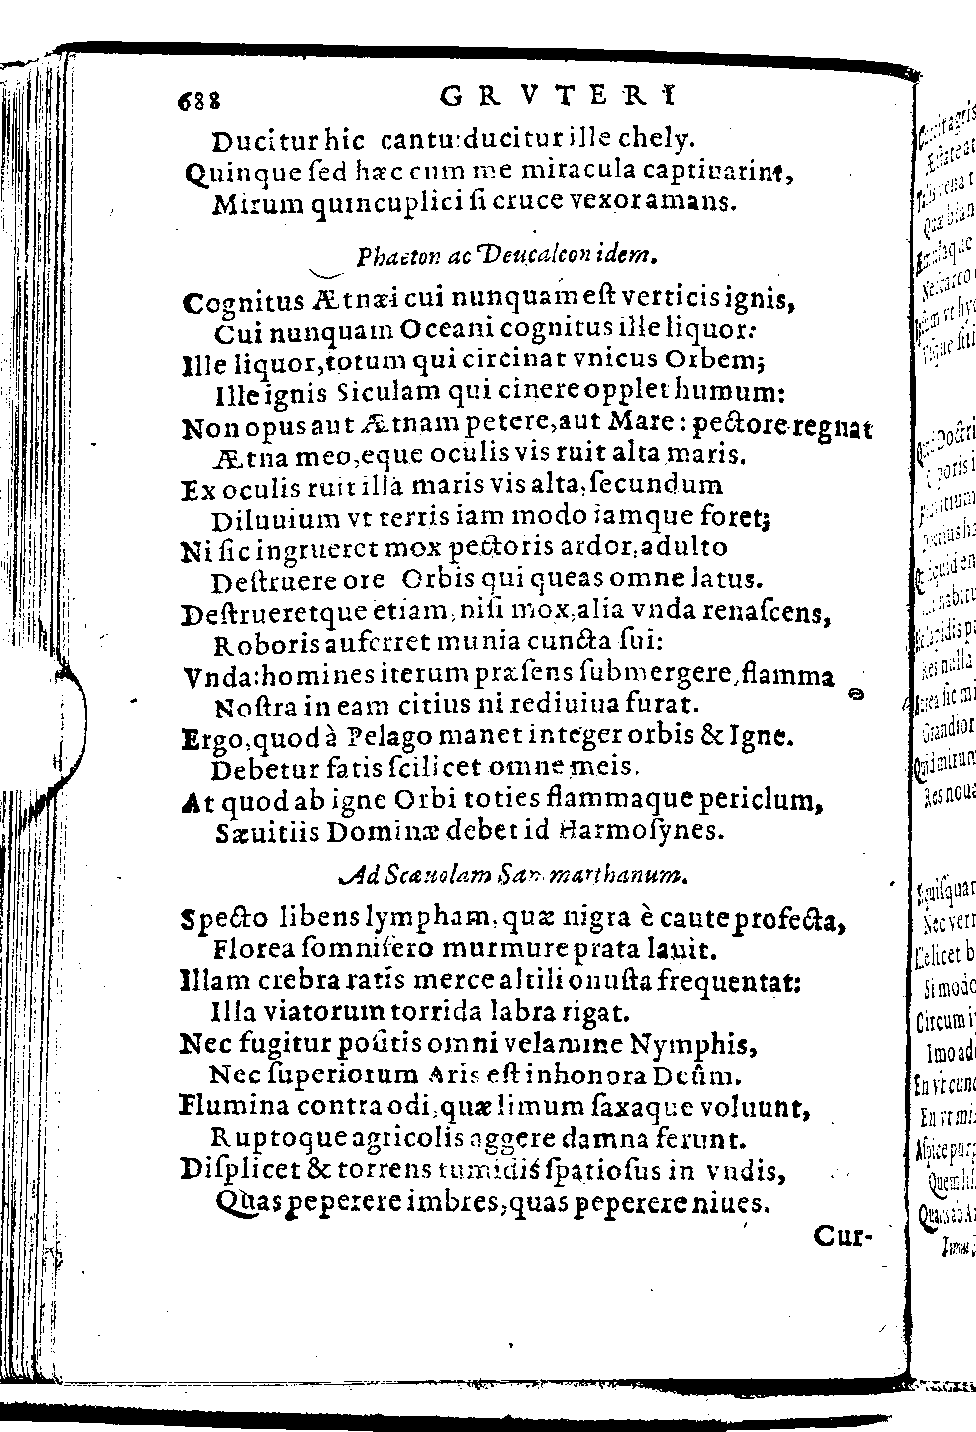 688 GRVTERI
Ducitur hic cantu: ducitur ille chely.
Quinque ſed hæc cum me miracula captiuarint,
Mirum quincuplici ſi cruce vexor amans.
Phaeton ac Deucaleon idem.
Cognitus Ætnæi cui nunquam eſt verticis ignis,
Cui nunquam Oceani cognitus ille liquor:
Ille liquor, totum qui circinat vnicus Orbem;
Ille ignis Siculam qui cinere opplet humum:
Non opus aut Ætnam petere, aut Mare: pectore regnat
Ætna meo, eque oculis vis ruit alta maris.
Ex oculis ruit illa maris vis alta, ſecundum
Diluuium vt terris iam modo iamque foret;
Ni ſic ingrueret mox pectoris ardor, adulto
Deſtruere ore Orbis qui queas omne latus.
Deſtrueretque etiam, niſi mox, alia vnda renaſcens,
Roboris auferret munia cuncta ſui:
Vnda: homines iterum præſens ſubmergere, flamma
Noſtra in eam citius ni rediuiua furat.
Ergo, quod à Pelago manet integer orbis & Igne.
Debetur fatis ſcilicet omne meis.
At quod ab igne Orbi toties flammaque periclum,
Sæuitiis Dominæ debet id Harmoſynes.
Ad Scæuolam San marthanum.
Specto libens lympham, quæ nigra è caute profecta,
Florea ſomnifero murmure prata lauit.
Illam crebra ratis merce altili onuſta frequentat:
Illa viatorum torrida labra rigat.
Nec fugitur poſitis omni velamine Nymphis,
Nec ſuperiorum Aris eſt inhonora Deûm.
Flumina contra odi, quæ limum ſaxaque voluunt,
Ruptoque agricolis aggere damna ferunt.
Diſplicet & torrens tumidis ſpatioſus in vndis,
Quas peperere imbres, quas peperere niues.
Cur-